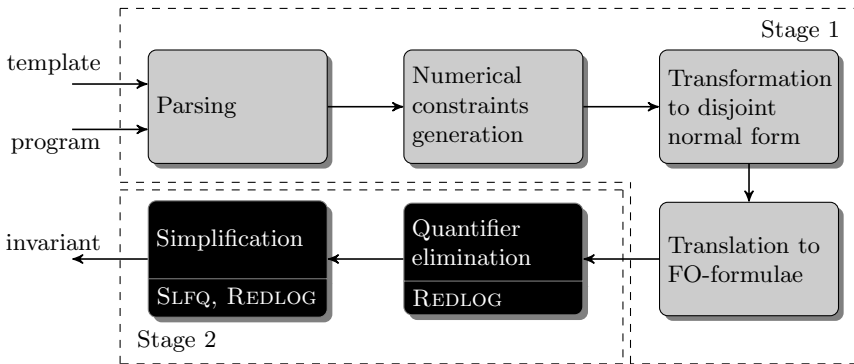 Stage 1
template
program
Parsing
Numerical
constraints
generation
Transformation
to disjoint
normal form
Translation to
FO-formulae
Quantifier
elimination
REDLOG
Simplification
SLFQ, REDLOG
invariant
Stage 2